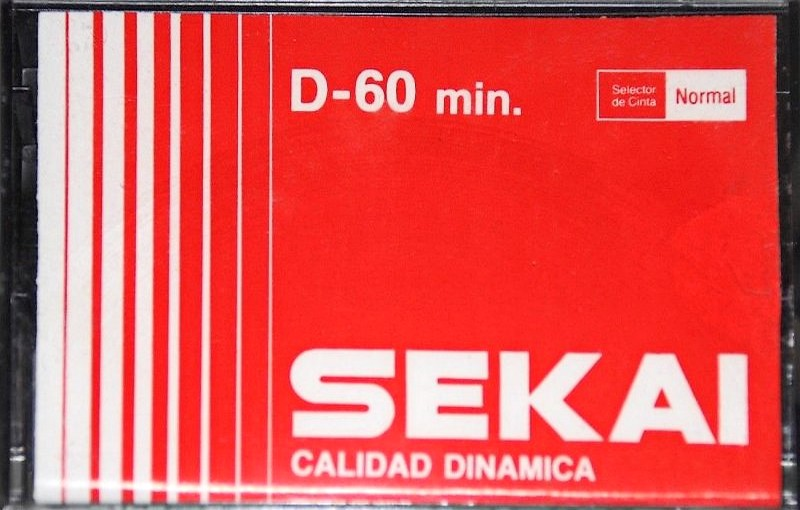 D-60 min.
Selector
de Cinta
Normal
SEKAI
CALIDAD DINAMICA